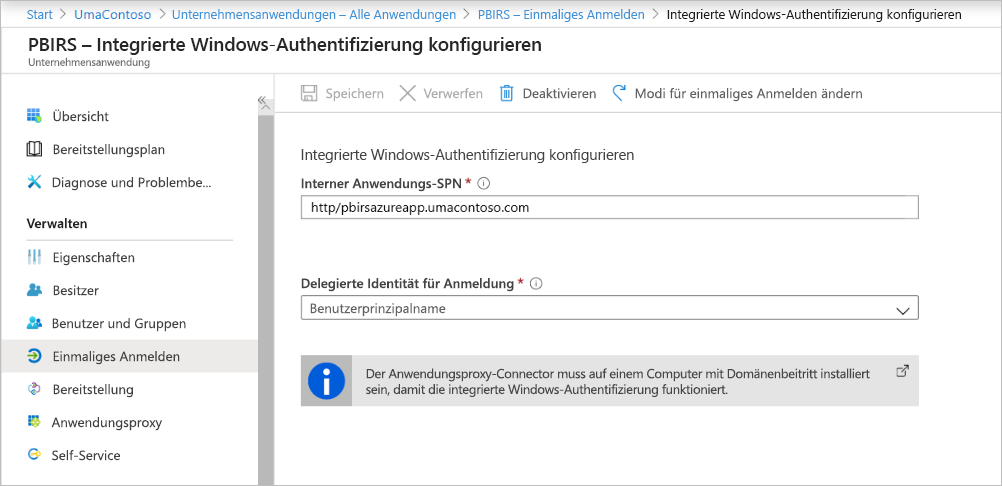 Start > UmaContoso > Unternehmensanwendungen – Alle Anwendungen > PBIRS – Einmaliges Anmelden > Integrierte Windows-Authentifizierung konfigurieren
PBIRS – Integrierte Windows-Authentifizierung konfigurieren
Unternehmensanwendung
Übersicht
Bereitstellungsplan
Diagnose und Problembe...
Verwalten
Eigenschaften
Besitzer
Benutzer und Gruppen
Einmaliges Anmelden
Bereitstellung
Anwendungsproxy
Self-Service
Speichern Verwerfen Deaktivieren Modi für einmaliges Anmelden ändern
Integrierte Windows-Authentifizierung konfigurieren
Interner Anwendungs-SPN *
http/pbirsazureapp.umacontoso.com
Delegierte Identität für Anmeldung *
Benutzerprinzipalname
Der Anwendungsproxy-Connector muss auf einem Computer mit Domänenbeitritt installiert
sein, damit die integrierte Windows-Authentifizierung funktioniert.